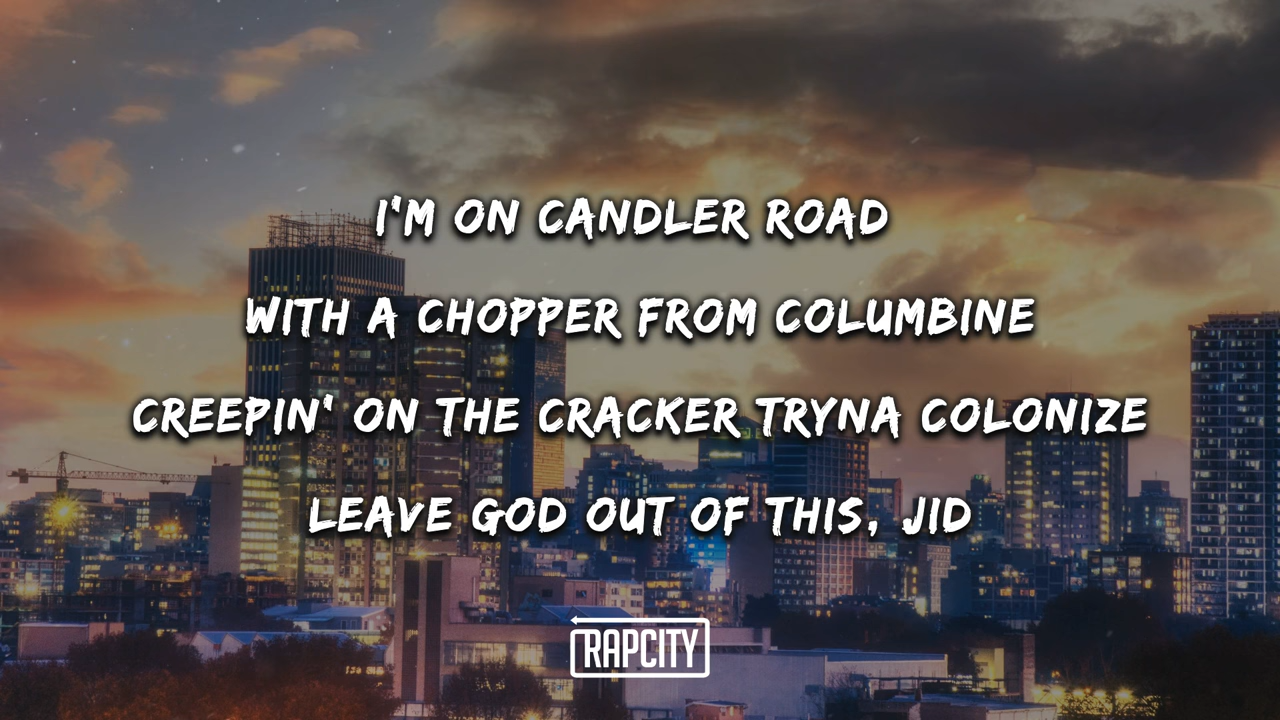 I'M ON CANDLER ROAD
WITH A CHOPPER FROM COLUMBINE
CREEPIN' ON THE CRACKER TRYNA COLONIZE
LEAVE GOD OUT OF THIS, JID
RAPCITY